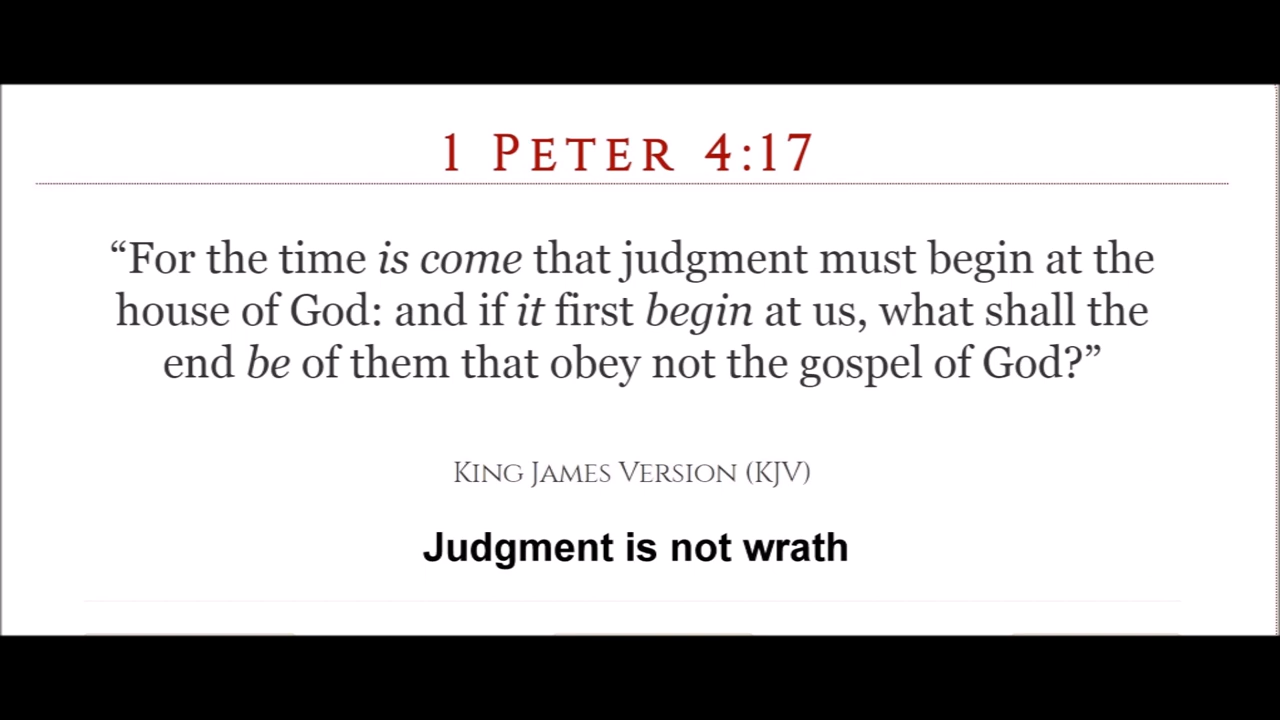 1 Peter 4:17
“For the time is come that judgment must begin at the
house of God: and if it first begin at us, what shall the
end be of them that obey not the gospel of God?”
King James Version (KJV)
Judgment is not wrath